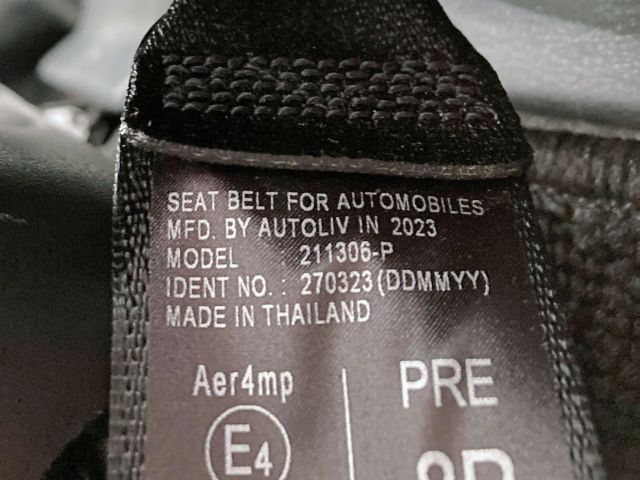 SEAT BELT FOR AUTOMOBILES
MFD. BY AUTOLIV IN 2023
MODEL : 211306-P
IDENT NO. : 270323 (DDMMYY)
MADE IN THAILAND
Aer4mp
PRE
E4